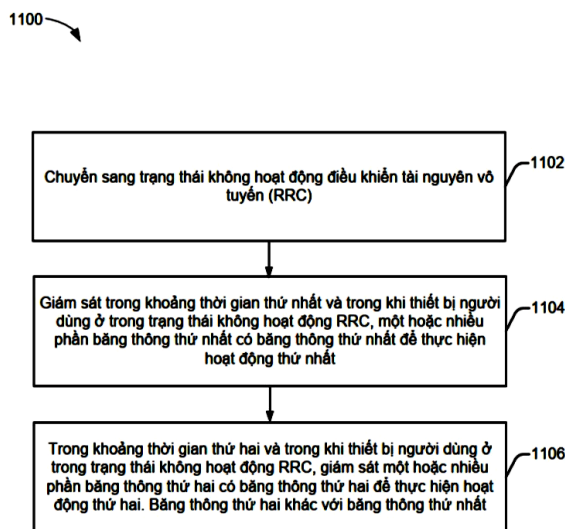 1100
Chuyển sang trạng thái không hoạt động điều khiển tài nguyên vô
tuyến (RRC)
1102
Giám sát trong khoảng thời gian thứ nhất và trong khi thiết bị người
dùng ở trong trạng thái không hoạt động RRC, một hoặc nhiều
phần băng thông thứ nhất có băng thông thứ nhất để thực hiện
hoạt động thứ nhất
1104
Trong khoảng thời gian thứ hai và trong khi thiết bị người dùng ở
trong trạng thái không hoạt động RRC, giám sát một hoặc nhiều
phần băng thông thứ hai có băng thông thứ hai để thực hiện hoạt
động thứ hai. Băng thông thứ hai khác với băng thông thứ nhất
1106